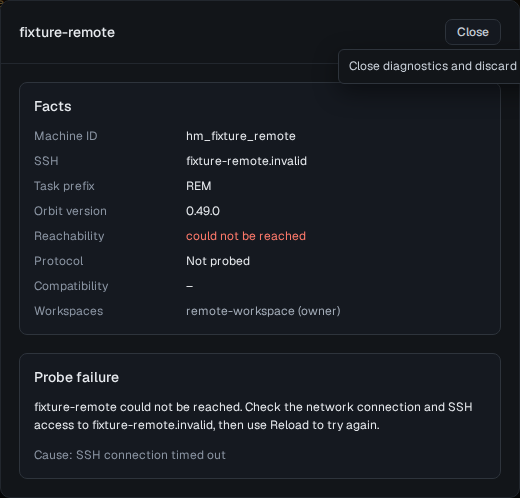 fixture-remote
Close
Close diagnostics and discard
Facts
Machine ID hm_fixture_remote
SSH fixture-remote.invalid
Task prefix REM
Orbit version 0.49.0
Reachability could not be reached
Protocol Not probed
Compatibility –
Workspaces remote-workspace (owner)
Probe failure
fixture-remote could not be reached. Check the network connection and SSH
access to fixture-remote.invalid, then use Reload to try again.
Cause: SSH connection timed out